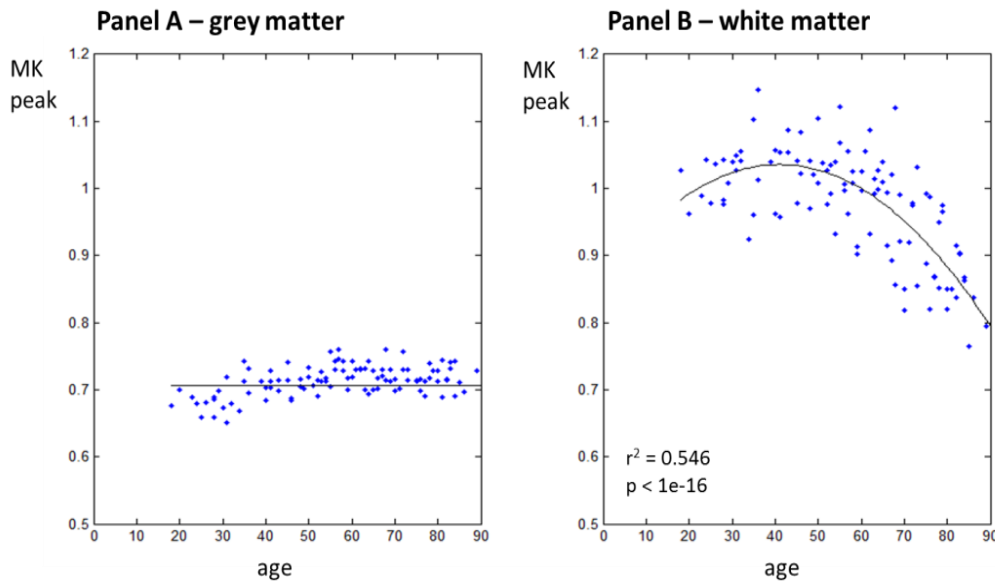 Panel A – grey matter
MK
peak
1.2
1.1
1
0.9
0.8
0.7
0.6
0.5
0 10 20 30 40 50 60 70 80 90
age
Panel B – white matter
MK
peak
1.2
1.1
1
0.9
0.8
0.7
0.6
0.5
r² = 0.546
p < 1e-16
0 10 20 30 40 50 60 70 80 90
age